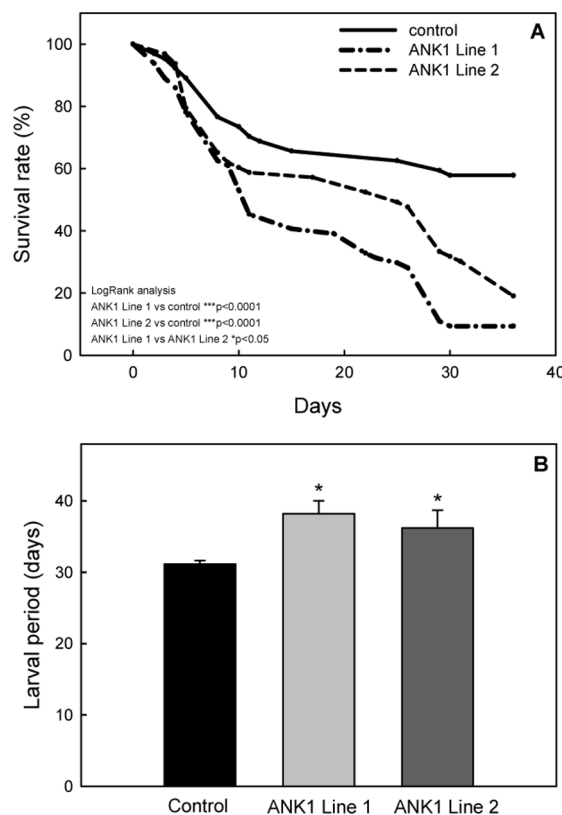 A
control
ANK1 Line 1
ANK1 Line 2
100
80
60
40
20
0
Survival rate (%)
LogRank analysis
ANK1 Line 1 vs control ***p<0.0001
ANK1 Line 2 vs control ***p<0.0001
ANK1 Line 1 vs ANK1 Line 2 *p<0.05
0 10 20 30 40
Days
B
40
30
20
10
0
Larval period (days)
* *
Control ANK1 Line 1 ANK1 Line 2